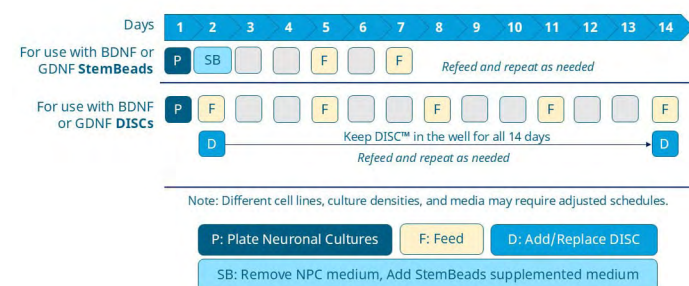 Days 1 2 3 4 5 6 7 8 9 10 11 12 13 14
For use with BDNF or
GDNF StemBeads
P SB F F
Refeed and repeat as needed
For use with BDNF
or GDNF DISCs
P F F F F F
D Keep DISC™ in the well for all 14 days D
Refeed and repeat as needed
Note: Different cell lines, culture densities, and media may require adjusted schedules.
P: Plate Neuronal Cultures F: Feed D: Add/Replace DISC
SB: Remove NPC medium, Add StemBeads supplemented medium